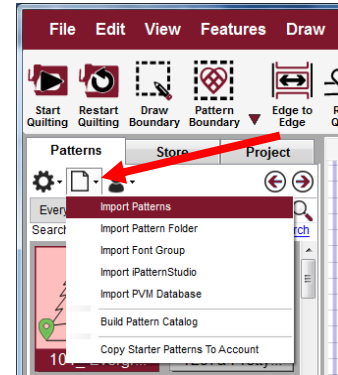 File Edit View Features Draw
Start Quilting
Restart Quilting
Draw Boundary
Pattern Boundary
Edge to Edge
Patterns Store Project
Import Patterns
Import Pattern Folder
Import Font Group
Import iPatternStudio
Import PVM Database
Build Pattern Catalog
Copy Starter Patterns To Account